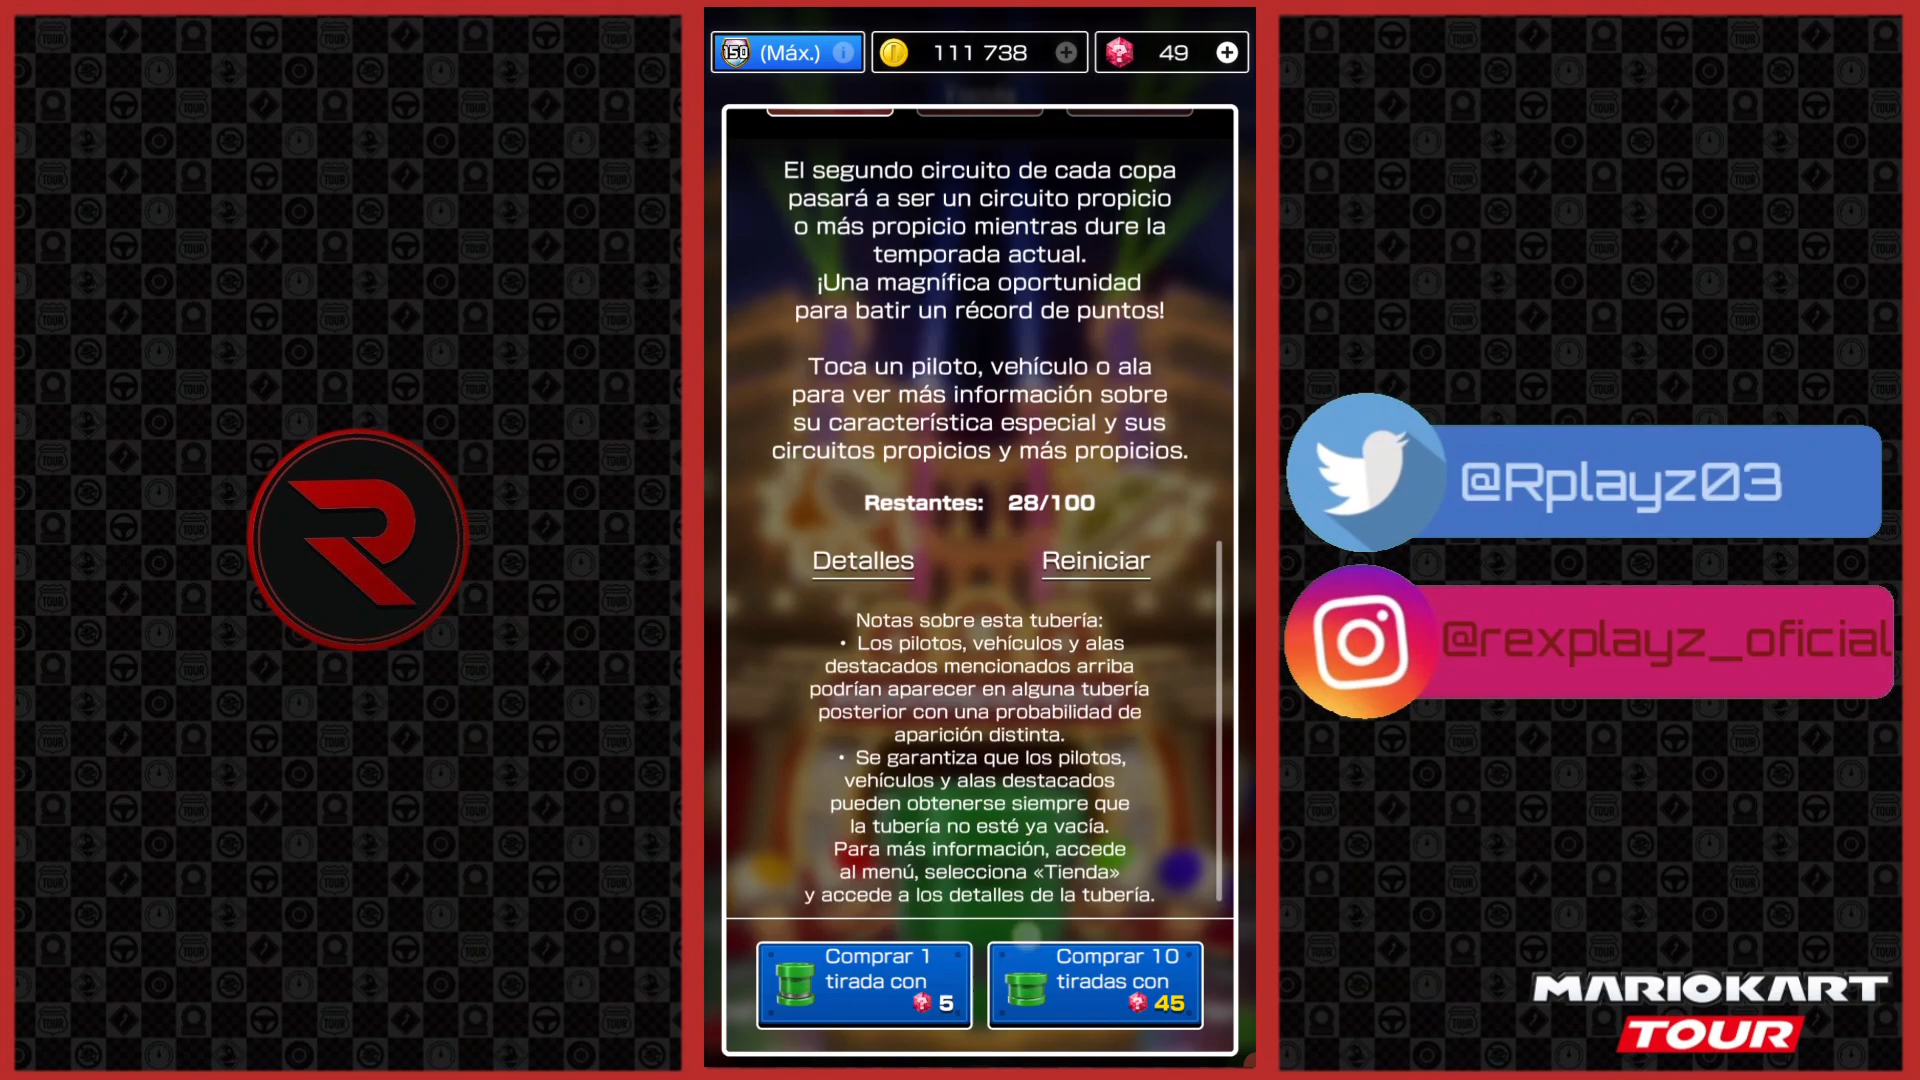 150 (Máx.) i
111 738
49
El segundo circuito de cada copa
pasará a ser un circuito propicio
o más propicio mientras dure la
temporada actual.
¡Una magnífica oportunidad
para batir un récord de puntos!
Toca un piloto, vehículo o ala
para ver más información sobre
su característica especial y sus
circuitos propicios y más propicios.
Restantes: 28/100
Detalles Reiniciar
Notas sobre esta tubería:
• Los pilotos, vehículos y alas
destacados mencionados arriba
podrían aparecer en alguna tubería
posterior con una probabilidad de
aparición distinta.
• Se garantiza que los pilotos,
vehículos y alas destacados
pueden obtenerse siempre que
la tubería no esté ya vacía.
Para más información, accede
al menú, selecciona «Tienda»
y accede a los detalles de la tubería.
Comprar 1
tirada con
5
Comprar 10
tiradas con
45
R
@Rplayz03
@rexplayz_oficial
MARIOKART
TOUR